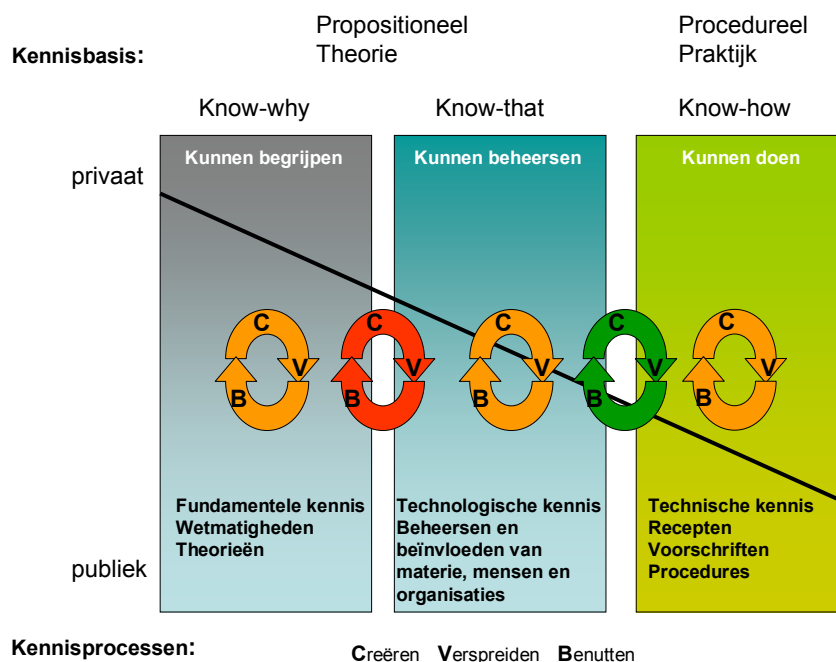 Propositioneel
Theorie
Procedureel
Praktijk
Kennisbasis:
Know-why
Know-that
Know-how
Kunnen begrijpen
Kunnen beheersen
Kunnen doen
privaat
C
V
B
C
V
B
C
V
B
C
V
B
C
V
B
Fundamentele kennis
Wetmatigheden
Theorieën
Technologische kennis
Beheersen en
beïnvloeden van
materie, mensen en
organisaties
Technische kennis
Recepten
Voorschriften
Procedures
publiek
Kennisprocessen:
Creëren Verspreiden Benutten